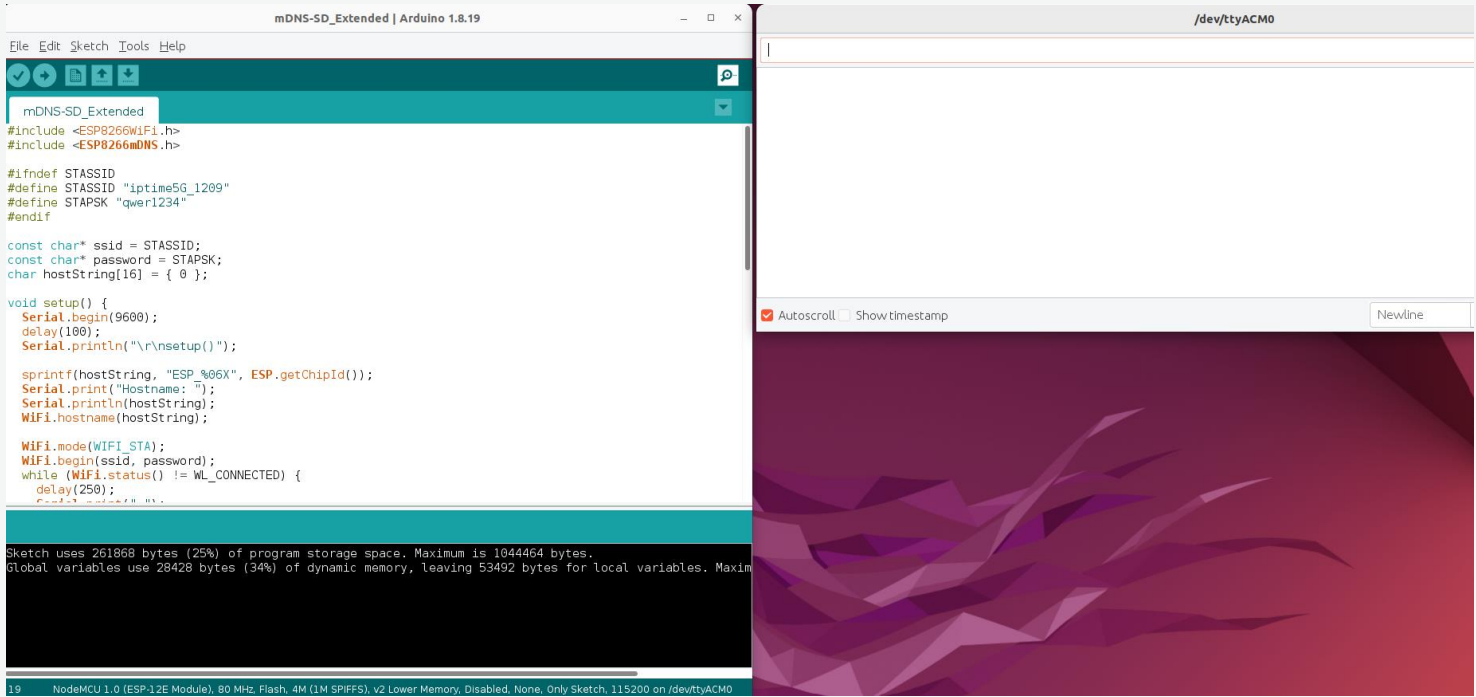 mDNS-SD_Extended | Arduino 1.8.19
File Edit Sketch Tools Help
mDNS-SD_Extended
#include <ESP8266WiFi.h>
#include <ESP8266mDNS.h>
#ifndef STASSID
#define STASSID "iptime5G_1209"
#define STAPSK "qwer1234"
#endif
const char* ssid = STASSID;
const char* password = STAPSK;
char hostString[16] = { 0 };
void setup() {
Serial.begin(9600);
delay(100);
Serial.println("\r\nsetup()");
sprintf(hostString, "ESP_%06X", ESP.getChipId());
Serial.print("Hostname: ");
Serial.println(hostString);
WiFi.hostname(hostString);
WiFi.mode(WIFI_STA);
WiFi.begin(ssid, password);
while (WiFi.status() != WL_CONNECTED) {
delay(250);
Sketch uses 261868 bytes (25%) of program storage space. Maximum is 1044464 bytes.
Global variables use 28428 bytes (34%) of dynamic memory, leaving 53492 bytes for local variables. Maxim
19 NodeMCU 1.0 (ESP-12E Module), 80 MHz, Flash, 4M (1M SPIFFS), v2 Lower Memory, Disabled, None, Only Sketch, 115200 on /dev/ttyACM0
/dev/ttyACM0
Autoscroll Show timestamp
Newline